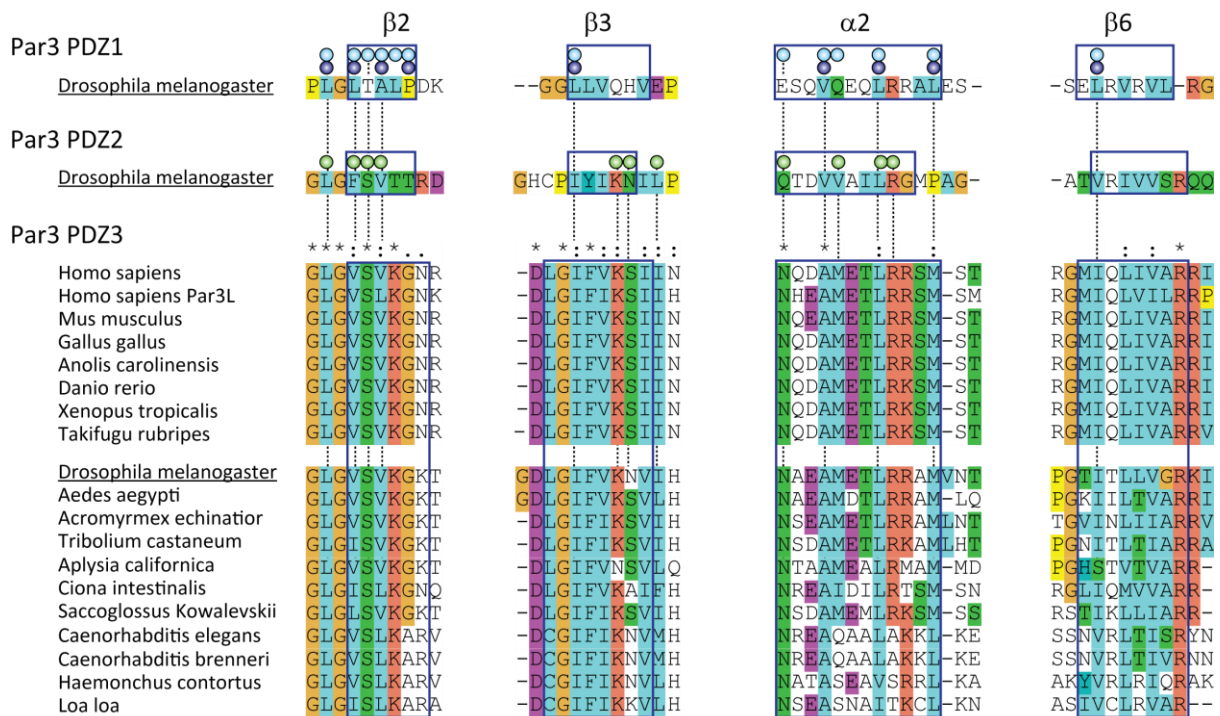 β2 β3 α2 β6
Par3 PDZ1
Drosophila melanogaster PLGLTALPDK --GGLLVQHVEP ESQVQEQLRRALES- -SELRVRVL-RG
Par3 PDZ2
Drosophila melanogaster GLGFSVTTRD GHCPIYIKNILP QTDVVAILRGMPAG- -ATVRIVVSRQQ
Par3 PDZ3
***:*:*.. * *:* ::::: * * : : :: *
Homo sapiens GLGVSVKGNR -DLGIFVKSIIN NQDAMETLRRSM-ST RGMIQLIVARRI
Homo sapiens Par3L GLGVSLKGNK -DLGIFIKSIIH NHEAMETLRRSM-SM RGMIQLVILRRP
Mus musculus GLGVSVKGNR -DLGIFVKSIIN NQEAMETLRRSM-ST RGMIQLIVARRI
Gallus gallus GLGVSVKGNR -DLGIFVKSIIN NQDAMETLRRSM-ST RGMIQLIVARRI
Anolis carolinensis GLGVSVKGNR -DLGIFVKSIIN NQDAMETLRRSM-ST RGMIQLIVARRI
Danio rerio GLGVSVKGNR -DLGIFVKSIIN NQDAMETLRKSM-ST RGMIQLIVARRI
Xenopus tropicalis GLGVSVKGNR -DLGIFVKSIIN NQDAMETLRKSM-ST RGMIQLIVARRI
Takifugu rubripes GLGVSVKGNR -DLGIFVKSIIN NQDAMETLRKSM-ST RGMIQLIVARRV
Drosophila melanogaster GLGVSVKGKT GDLGIFVKNVIH NAEAMETLRRAMVNT PGTITLLVGRKI
Aedes aegypti GLGVSVKGKT GDLGIFIKSVLH NAEAMDTLRRAM-LQ PGKIILTVARRI
Acromyrmex echinatior GLGVSVKGKT -DLGIFIKSVIH NSEAMETLRRAMLNT TGVINLIIARRV
Tribolium castaneum GLGISVKGKT -DLGIFIKSVIH NSDAMETLRRAMLHT PGNITLTIARRA
Aplysia californica GLGVSVKGKT -DLGIFVNSVLQ NTAAMEALRMAM-MD PGHSTVTVARR-
Ciona intestinalis GLGISLKGNQ -DLGIFVKAIFH NREAIDILRTSM-SN RGLIQMVVARR-
Saccoglossus Kowalevskii GLGLSVKGKT -DLGIFIKSVLH NSDAMEMLRKSM-SS RSTIKLLIARR-
Caenorhabditis elegans GLGVSLKARV -DCGIFIKNVMH NREAQAALAKKL-KE SSNVRLTISRYN
Caenorhabditis brenneri GLGVSLKARV -DCGIFIKNVMH NREAQAALAKKL-KE SSNVRLTIVRNN
Haemonchus contortus GLGVSLKAKV -DCGIFIKSVLH NATASEAVSRRL-KA AKYVRLRIQRAK
Loa loa GLGISLKARA -DCGIFIKSVLH NSEASNAITKCL-KN AKIVCLRVAR--